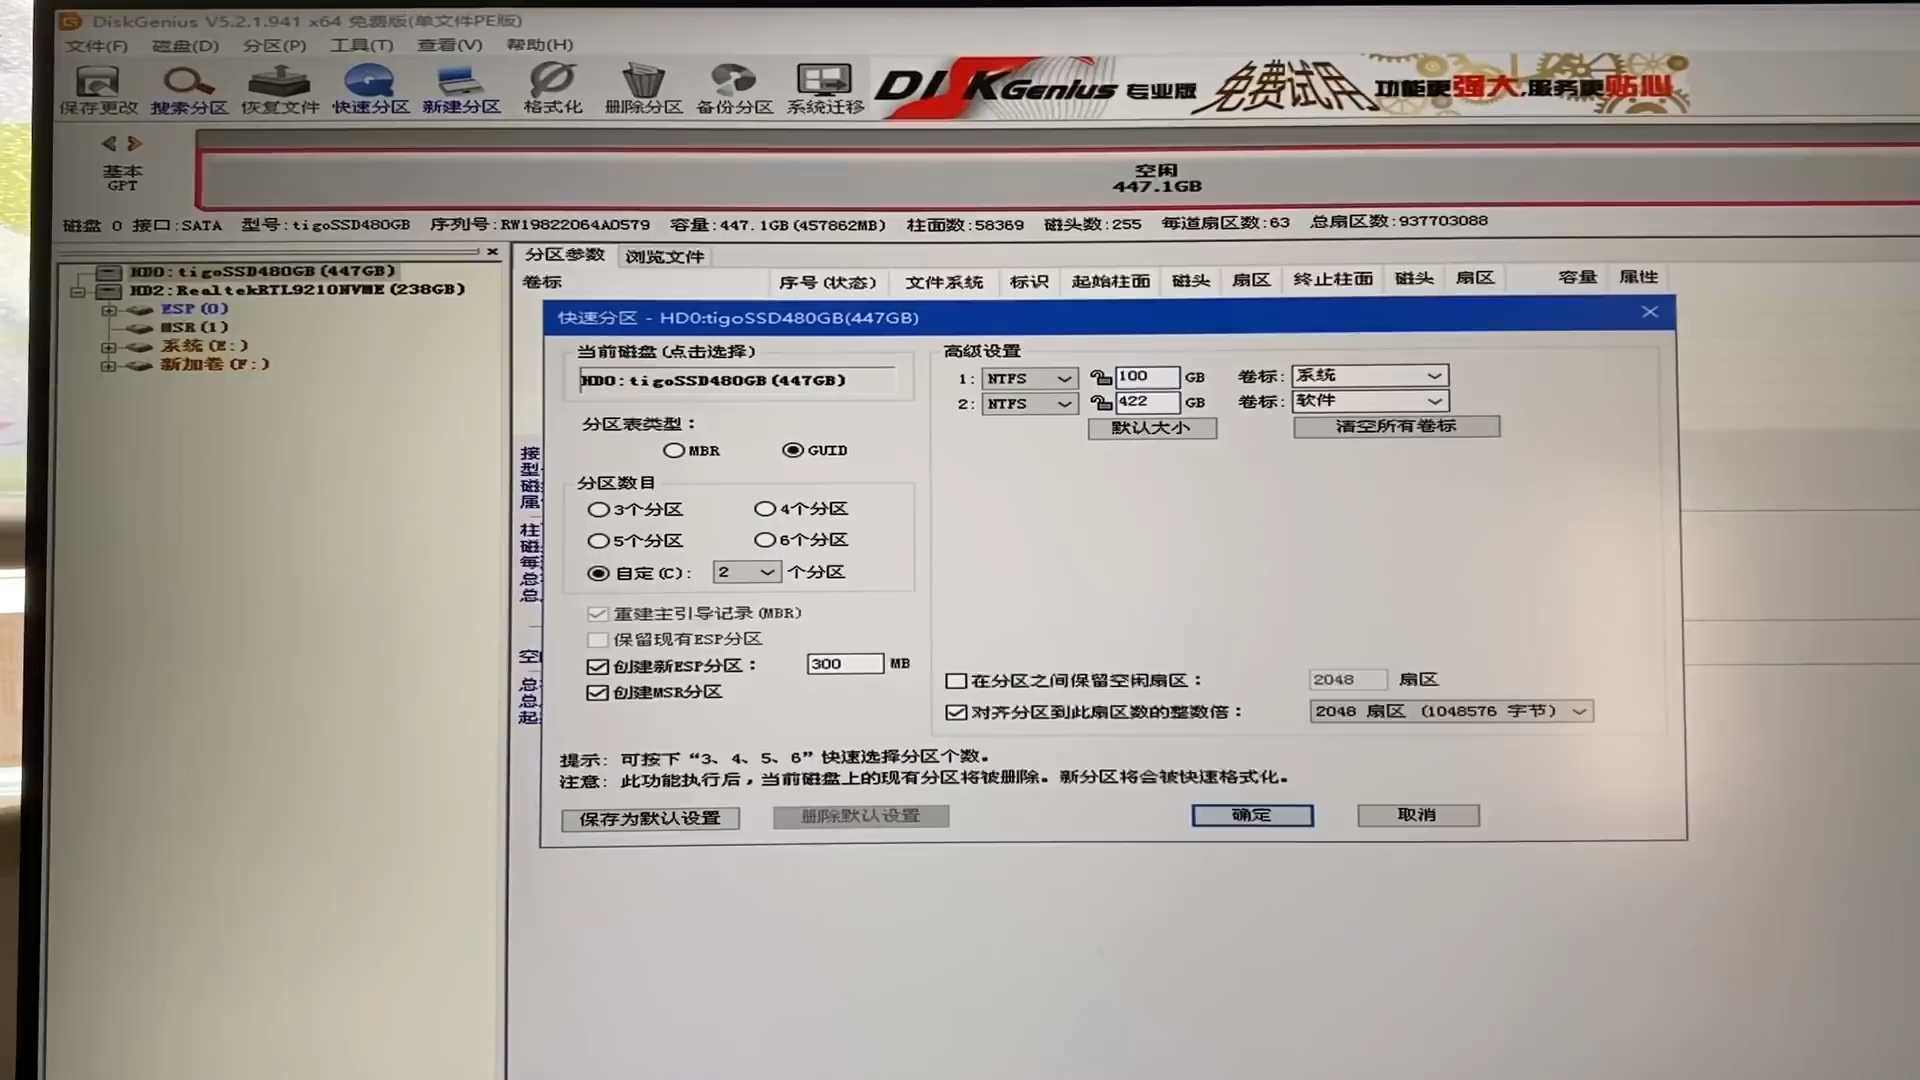 DiskGenius V5.2.1.941 x64 免费版(单文件PE版)
文件(F) 磁盘(D) 分区(P) 工具(T) 查看(V) 帮助(H)
保存更改 搜索分区 恢复文件 快速分区 新建分区 格式化 删除分区 备份分区 系统迁移
DISKGenius 专业版 免费试用 功能更强大,服务更贴心
基本
GPT
空闲
447.1GB
磁盘 0 接口:SATA 型号:tigoSSD480GB 序列号:RW19822064A0579 容量:447.1GB(457862MB) 柱面数:58369 磁头数:255 每道扇区数:63 总扇区数:937703088
HD0:tigoSSD480GB(447GB)
HD2:RealtekRTL9210NVME(238GB)
ESP(0)
MSR(1)
系统(E:)
新加卷(F:)
分区参数 浏览文件
卷标 序号(状态) 文件系统 标识 起始柱面 磁头 扇区 终止柱面 磁头 扇区 容量 属性
快速分区 - HD0:tigoSSD480GB(447GB)
当前磁盘(点击选择)
HD0:tigoSSD480GB(447GB)
分区表类型：
MBR GUID
分区数目
3个分区 4个分区
5个分区 6个分区
自定(C): 2 个分区
重建主引导记录(MBR)
保留现有ESP分区
创建新ESP分区： 300 MB
创建MSR分区
高级设置
1: NTFS 100 GB 卷标: 系统
2: NTFS 422 GB 卷标: 软件
默认大小 清空所有卷标
在分区之间保留空闲扇区： 2048 扇区
对齐分区到此扇区数的整数倍： 2048 扇区 (1048576 字节)
提示: 可按下“3、4、5、6”快速选择分区个数。
注意: 此功能执行后,当前磁盘上的现有分区将被删除。新分区将会被快速格式化。
保存为默认设置 删除默认设置 确定 取消
接
型
磁
属
柱
磁
每
总
总
空
总
总
起